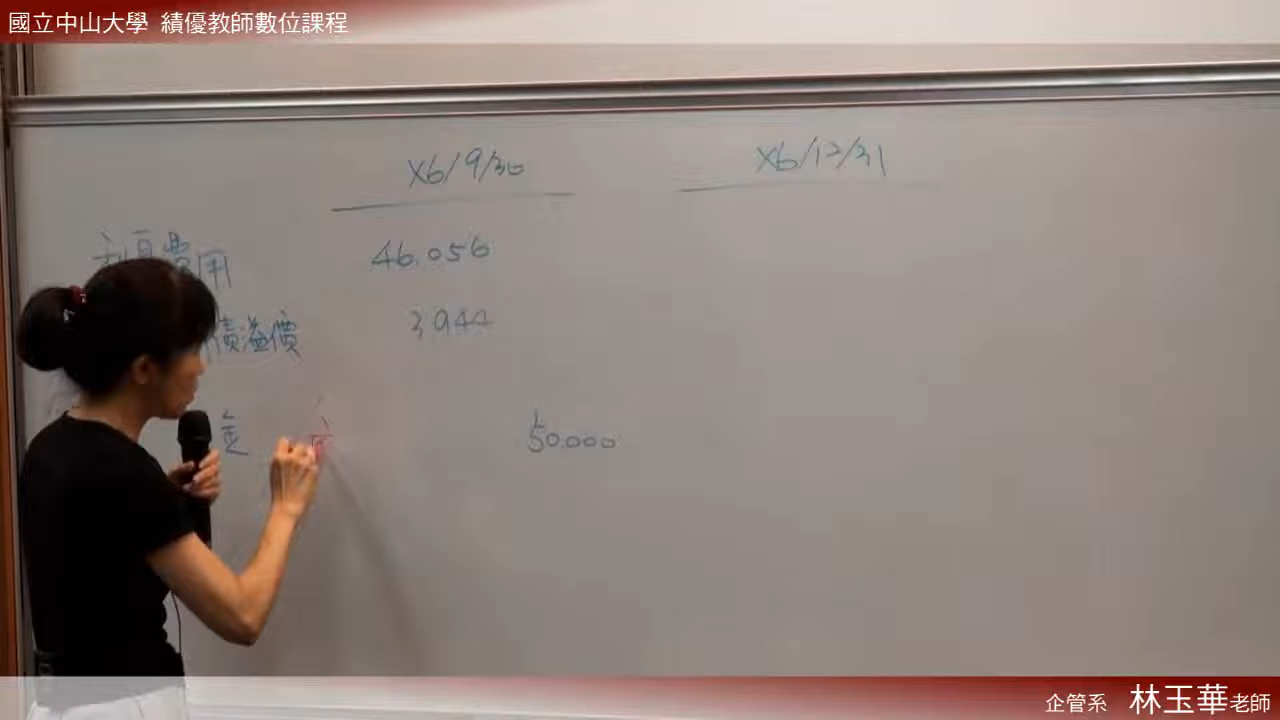 國立中山大學 績優教師數位課程
X6/9/30 X6/12/31
利息費用 46.056
債溢價 3,944
金 50,000
企管系 林玉華老師